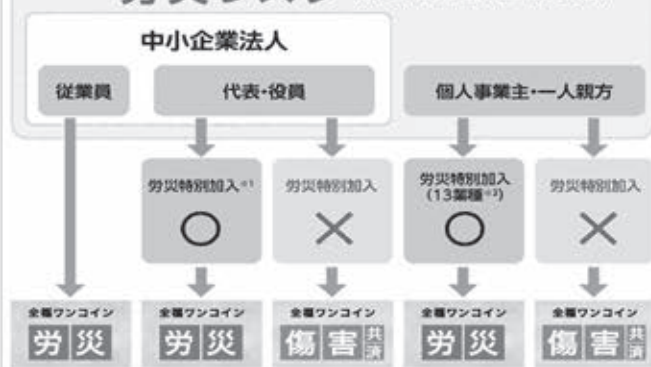 中小企業法人
従業員
代表・役員
個人事業主・一人親方
労災特別加入※1
労災特別加入
労災特別加入
(13業種※2)
労災特別加入
全福ワンコイン
労災
全福ワンコイン
労災
全福ワンコイン
傷害共済
全福ワンコイン
労災
全福ワンコイン
傷害共済